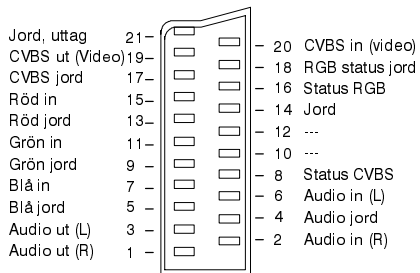 Jord, uttag 21
CVBS ut (Video) 19
CVBS jord 17
Röd in 15
Röd jord 13
Grön in 11
Grön jord 9
Blå in 7
Blå jord 5
Audio ut (L) 3
Audio ut (R) 1
20 CVBS in (video)
18 RGB status jord
16 Status RGB
14 Jord
12 ---
10 ---
8 Status CVBS
6 Audio in (L)
4 Audio jord
2 Audio in (R)